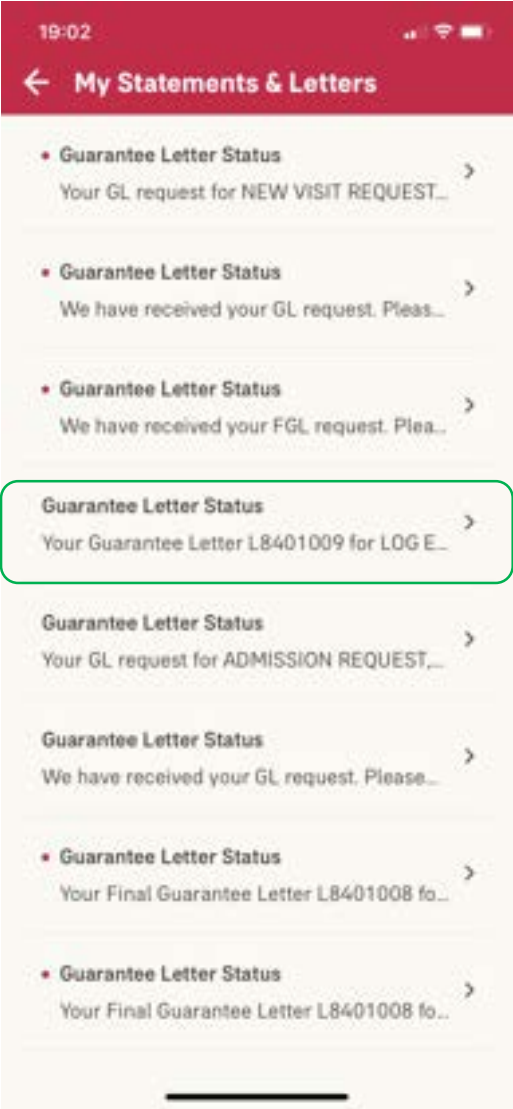 19:02
My Statements & Letters
Guarantee Letter Status
Your GL request for NEW VISIT REQUEST...
Guarantee Letter Status
We have received your GL request. Pleas...
Guarantee Letter Status
We have received your FGL request. Plea...
Guarantee Letter Status
Your Guarantee Letter L8401009 for LOG E...
Guarantee Letter Status
Your GL request for ADMISSION REQUEST,...
Guarantee Letter Status
We have received your GL request. Please...
Guarantee Letter Status
Your Final Guarantee Letter L8401008 fo...
Guarantee Letter Status
Your Final Guarantee Letter L8401008 fo...